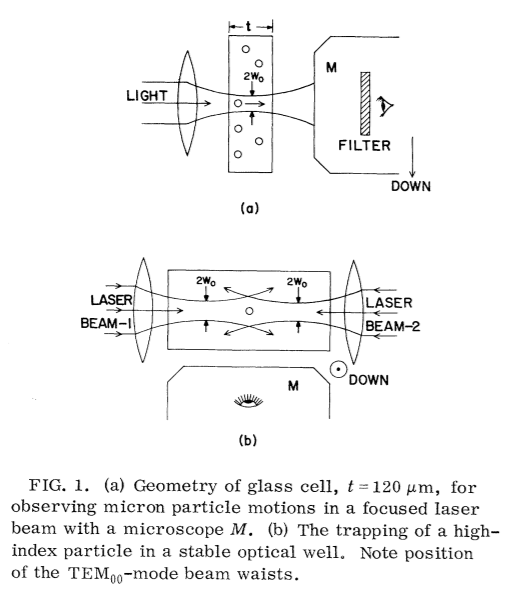 t
M
2W₀
LIGHT
FILTER
DOWN
(a)
2W₀ 2W₀
LASER LASER
BEAM-1 BEAM-2
DOWN
M
(b)
FIG. 1. (a) Geometry of glass cell, t = 120 μm, for
observing micron particle motions in a focused laser
beam with a microscope M. (b) The trapping of a high-
index particle in a stable optical well. Note position
of the TEM₀₀-mode beam waists.